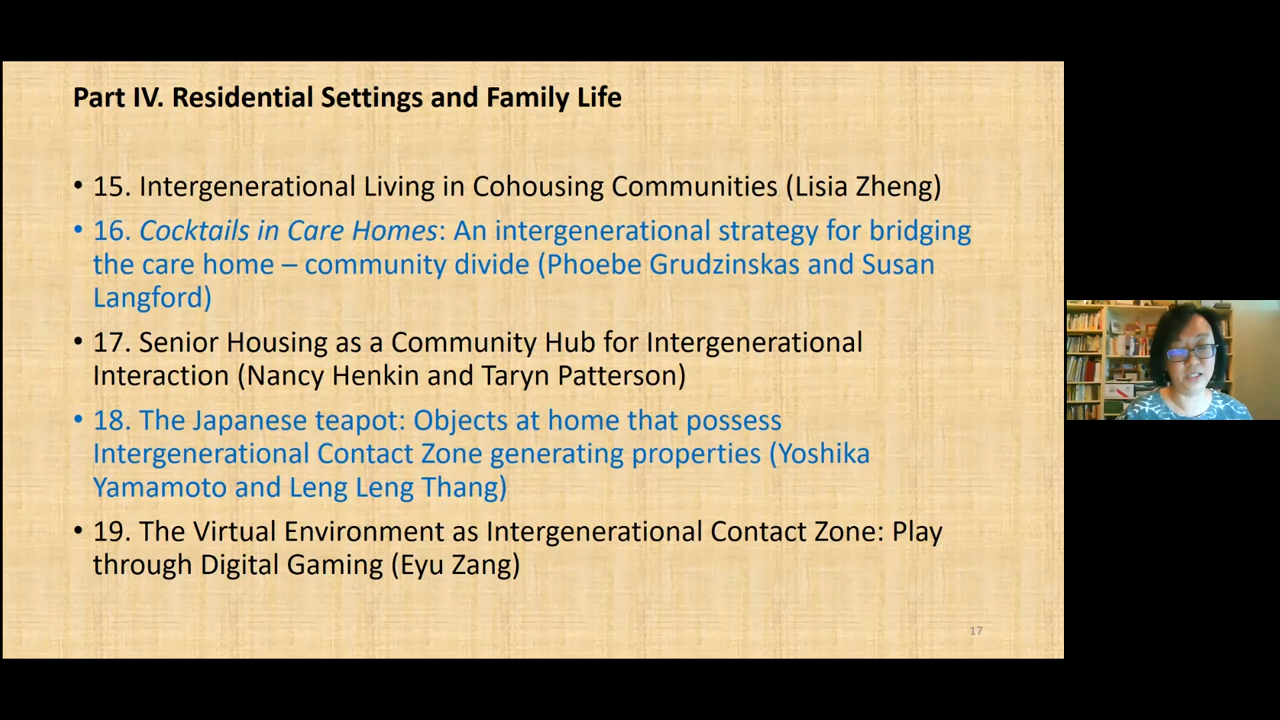 Part IV. Residential Settings and Family Life
• 15. Intergenerational Living in Cohousing Communities (Lisia Zheng)
• 16. Cocktails in Care Homes: An intergenerational strategy for bridging
the care home – community divide (Phoebe Grudzinskas and Susan
Langford)
• 17. Senior Housing as a Community Hub for Intergenerational
Interaction (Nancy Henkin and Taryn Patterson)
• 18. The Japanese teapot: Objects at home that possess
Intergenerational Contact Zone generating properties (Yoshika
Yamamoto and Leng Leng Thang)
• 19. The Virtual Environment as Intergenerational Contact Zone: Play
through Digital Gaming (Eyu Zang)
17